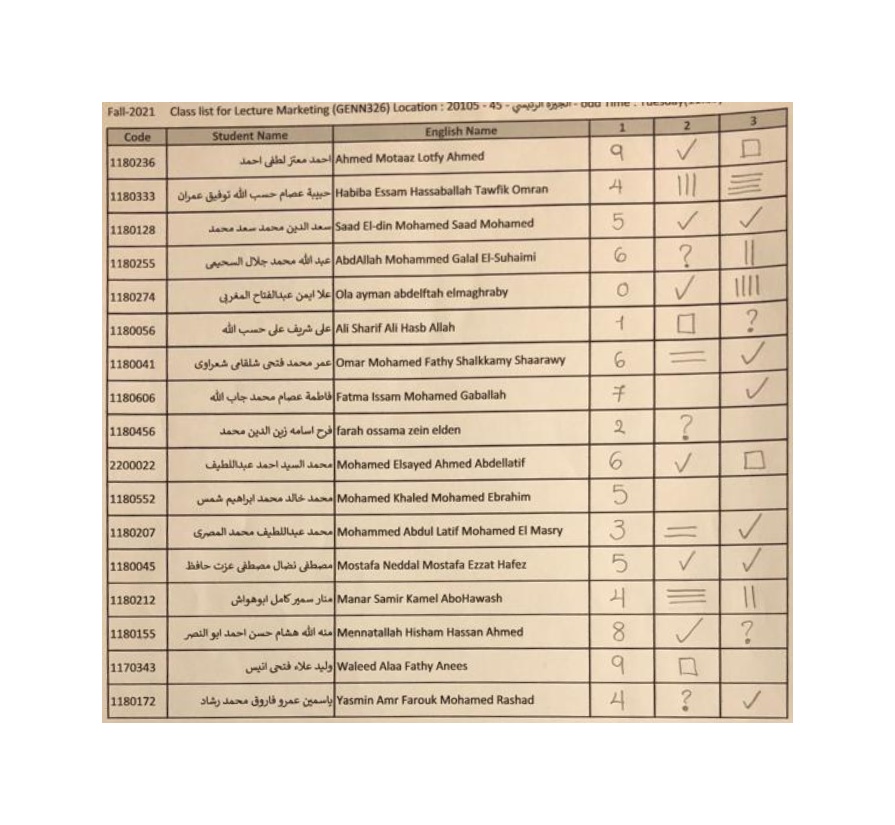 Fall-2021 Class list for Lecture Marketing (GENN326) Location : 20105 - 45 - الجيزة الرئيسي - Odd Time : Tuesday
Code Student Name English Name 1 2 3
1180236 احمد معتز لطفى احمد Ahmed Motaaz Lotfy Ahmed 9 ✓ □
1180333 حبيبة عصام حسب الله توفيق عمران Habiba Essam Hassaballah Tawfik Omran 4 ||| ☰
1180128 سعد الدين محمد سعد محمد Saad El-din Mohamed Saad Mohamed 5 ✓ ✓
1180255 عبد الله محمد جلال السحيمى AbdAllah Mohammed Galal El-Suhaimi 6 ? ||
1180274 علا ايمن عبدالفتاح المغربى Ola ayman abdelftah elmaghraby 0 ✓ ||||
1180056 على شريف على حسب الله Ali Sharif Ali Hasb Allah 1 □ ?
1180041 عمر محمد فتحى شلقامى شعراوى Omar Mohamed Fathy Shalkkamy Shaarawy 6 = ✓
1180606 فاطمة عصام محمد جاب الله Fatma Issam Mohamed Gaballah 7 ✓
1180456 فرح اسامه زين الدين محمد farah ossama zein elden 2 ?
2200022 محمد السيد احمد عبداللطيف Mohamed Elsayed Ahmed Abdellatif 6 ✓ □
1180552 محمد خالد محمد ابراهيم شمس Mohamed Khaled Mohamed Ebrahim 5
1180207 محمد عبداللطيف محمد المصرى Mohammed Abdul Latif Mohamed El Masry 3 = ✓
1180045 مصطفى نضال مصطفى عزت حافظ Mostafa Neddal Mostafa Ezzat Hafez 5 ✓ ✓
1180212 منار سمير كامل ابوهواش Manar Samir Kamel AboHawash 4 ☰ ||
1180155 منه الله هشام حسن احمد ابو النصر Mennatallah Hisham Hassan Ahmed 8 ✓ ?
1170343 وليد علاء فتحى انيس Waleed Alaa Fathy Anees 9 □
1180172 ياسمين عمرو فاروق محمد رشاد Yasmin Amr Farouk Mohamed Rashad 4 ? ✓